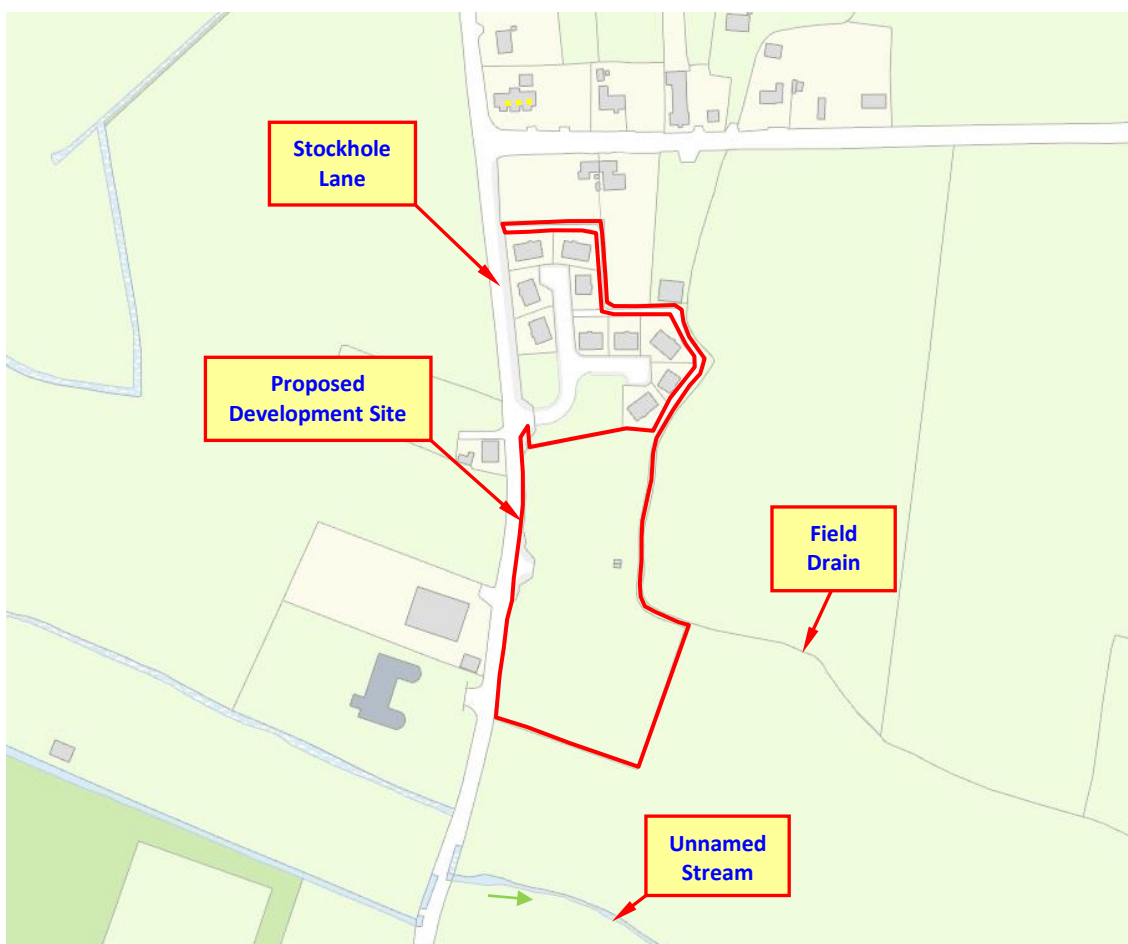 Stockhole
Lane
Proposed
Development Site
Field
Drain
Unnamed
Stream